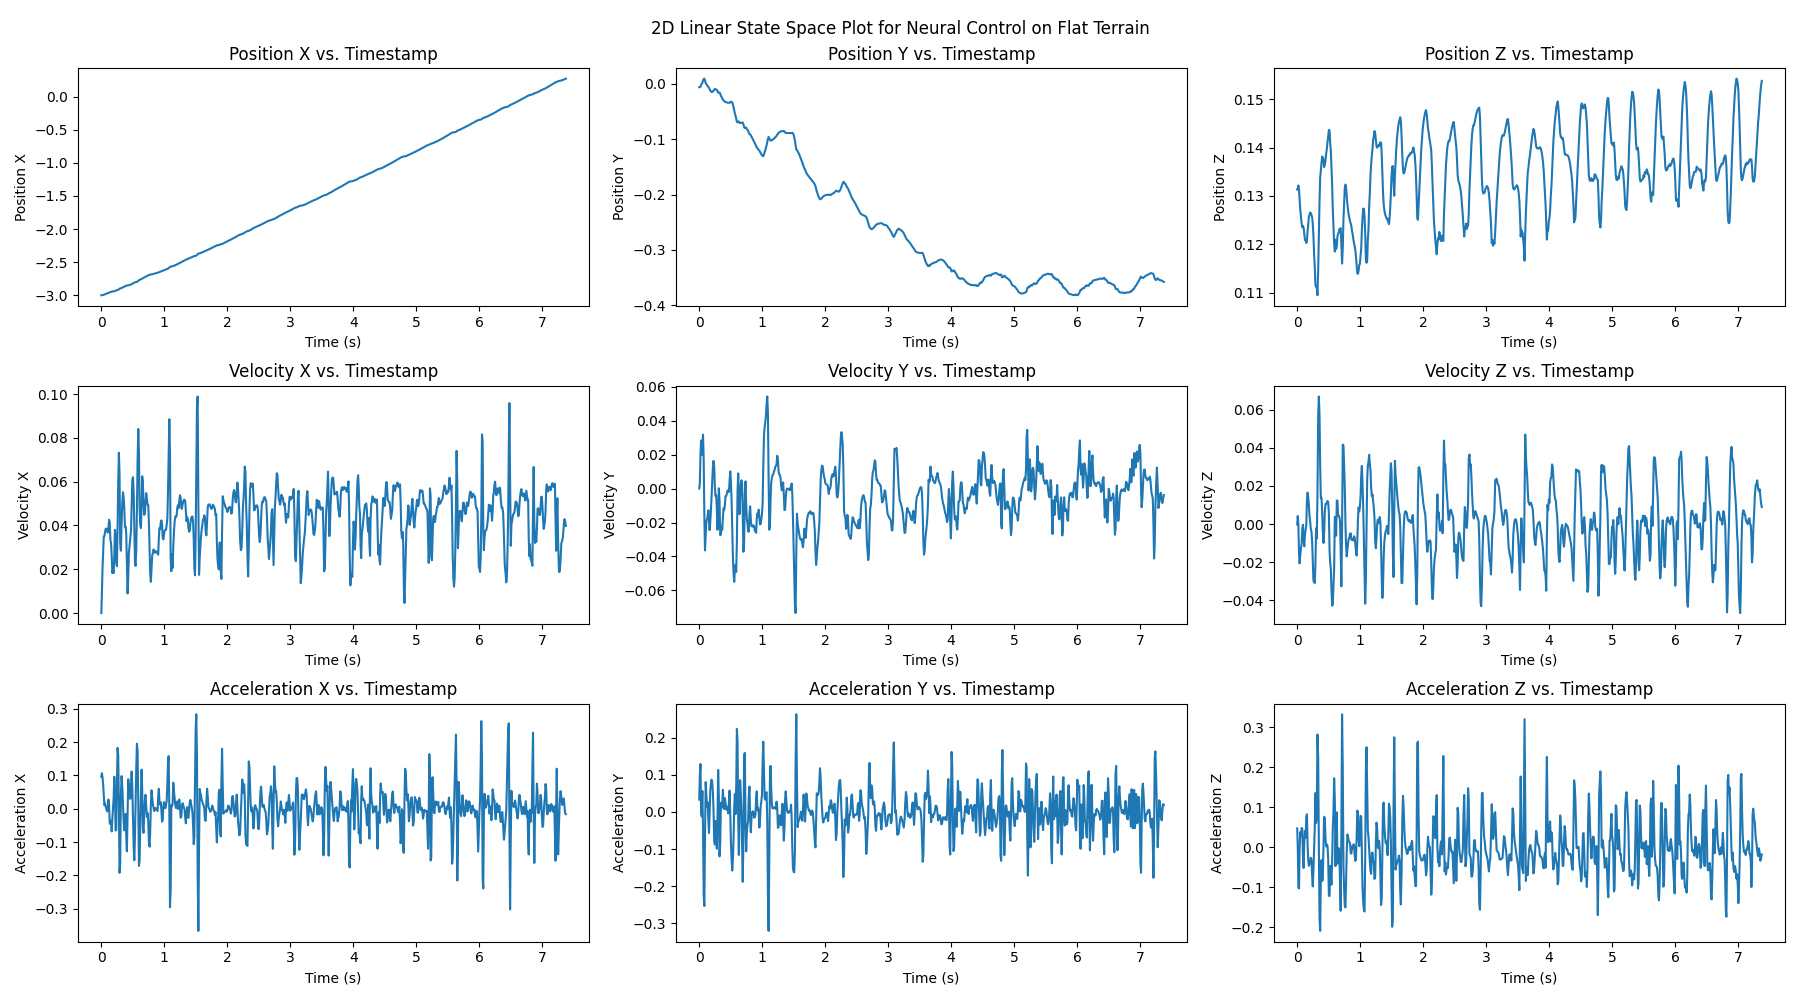 2D Linear State Space Plot for Neural Control on Flat Terrain
Position X vs. Timestamp
Position X
0.0
−0.5
−1.0
−1.5
−2.0
−2.5
−3.0
0 1 2 3 4 5 6 7
Time (s)
Position Y vs. Timestamp
Position Y
0.0
−0.1
−0.2
−0.3
−0.4
0 1 2 3 4 5 6 7
Time (s)
Position Z vs. Timestamp
Position Z
0.15
0.14
0.13
0.12
0.11
0 1 2 3 4 5 6 7
Time (s)
Velocity X vs. Timestamp
Velocity X
0.10
0.08
0.06
0.04
0.02
0.00
0 1 2 3 4 5 6 7
Time (s)
Velocity Y vs. Timestamp
Velocity Y
0.06
0.04
0.02
0.00
−0.02
−0.04
−0.06
0 1 2 3 4 5 6 7
Time (s)
Velocity Z vs. Timestamp
Velocity Z
0.06
0.04
0.02
0.00
−0.02
−0.04
0 1 2 3 4 5 6 7
Time (s)
Acceleration X vs. Timestamp
Acceleration X
0.3
0.2
0.1
0.0
−0.1
−0.2
−0.3
0 1 2 3 4 5 6 7
Time (s)
Acceleration Y vs. Timestamp
Acceleration Y
0.2
0.1
0.0
−0.1
−0.2
−0.3
0 1 2 3 4 5 6 7
Time (s)
Acceleration Z vs. Timestamp
Acceleration Z
0.3
0.2
0.1
0.0
−0.1
−0.2
0 1 2 3 4 5 6 7
Time (s)